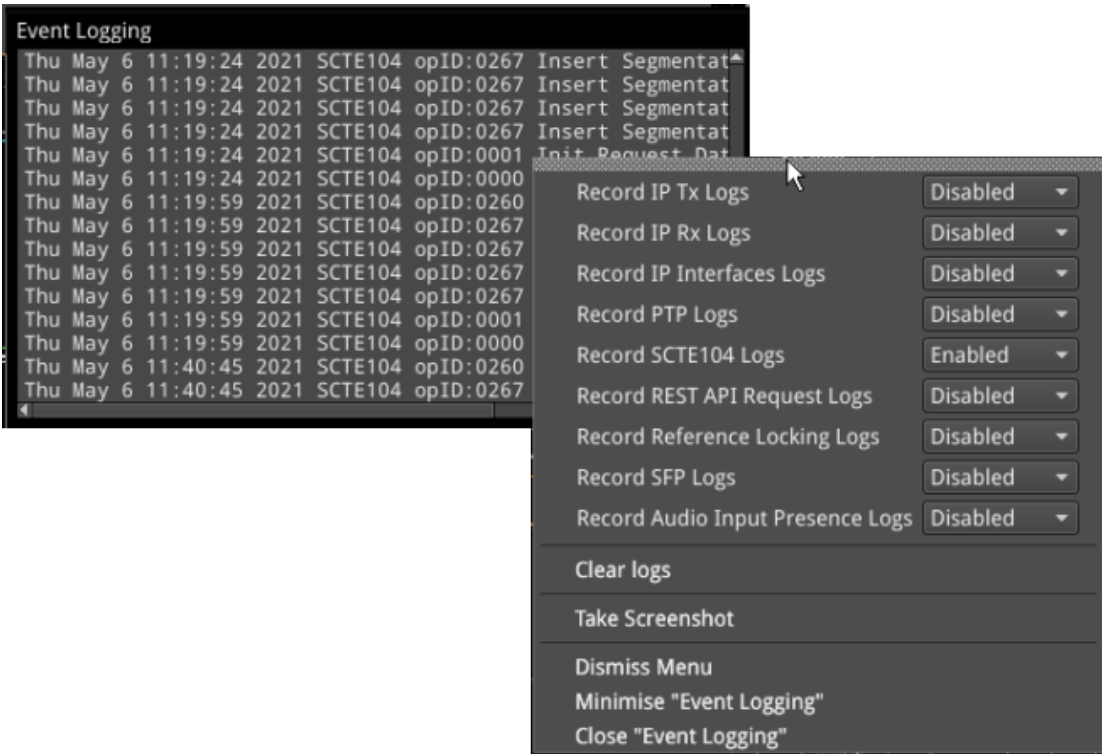 Event Logging
Thu May 6 11:19:24 2021 SCTE104 opID:0267 Insert Segmentat
Thu May 6 11:19:24 2021 SCTE104 opID:0267 Insert Segmentat
Thu May 6 11:19:24 2021 SCTE104 opID:0267 Insert Segmentat
Thu May 6 11:19:24 2021 SCTE104 opID:0267 Insert Segmentat
Thu May 6 11:19:24 2021 SCTE104 opID:0001 Init Request Dat
Thu May 6 11:19:24 2021 SCTE104 opID:0000
Thu May 6 11:19:59 2021 SCTE104 opID:0260
Thu May 6 11:19:59 2021 SCTE104 opID:0267
Thu May 6 11:19:59 2021 SCTE104 opID:0267
Thu May 6 11:19:59 2021 SCTE104 opID:0267
Thu May 6 11:19:59 2021 SCTE104 opID:0267
Thu May 6 11:19:59 2021 SCTE104 opID:0001
Thu May 6 11:19:59 2021 SCTE104 opID:0000
Thu May 6 11:40:45 2021 SCTE104 opID:0260
Thu May 6 11:40:45 2021 SCTE104 opID:0267
Record IP Tx Logs Disabled
Record IP Rx Logs Disabled
Record IP Interfaces Logs Disabled
Record PTP Logs Disabled
Record SCTE104 Logs Enabled
Record REST API Request Logs Disabled
Record Reference Locking Logs Disabled
Record SFP Logs Disabled
Record Audio Input Presence Logs Disabled
Clear logs
Take Screenshot
Dismiss Menu
Minimise "Event Logging"
Close "Event Logging"